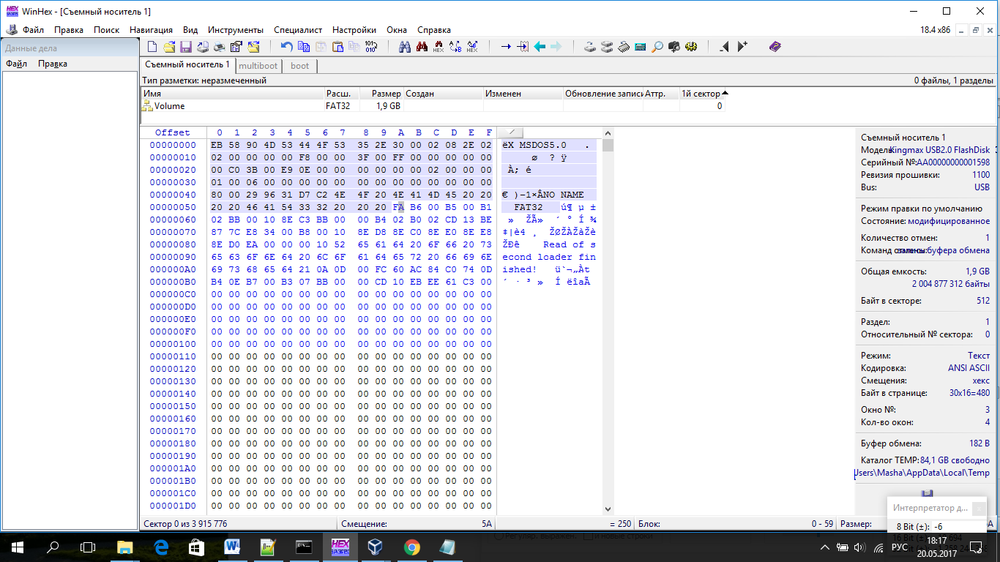 WinHex - [Съемный носитель 1]
Файл Правка Поиск Навигация Вид Инструменты Специалист Настройки Окна Справка 18.4 x86
Данные дела
Файл Правка
Съемный носитель 1 multiboot boot
Тип разметки: неразмеченный 0 файлы, 1 разделы
Имя Расш. Размер Создан Изменен Обновление записи Аттр. 1й сектор
Volume FAT32 1,9 GB 0
Offset 0 1 2 3 4 5 6 7 8 9 A B C D E F
00000000 EB 58 90 4D 53 44 4F 53 35 2E 30 00 02 08 2E 02 ëX MSDOS5.0 .
00000010 02 00 00 00 00 F8 00 00 3F 00 FF 00 00 00 00 00 ø ? ÿ
00000020 00 C0 3B 00 E9 0E 00 00 00 00 00 00 02 00 00 00 À; é
00000030 01 00 06 00 00 00 00 00 00 00 00 00 00 00 00 00
00000040 80 00 29 96 31 D7 C2 4E 4F 20 4E 41 4D 45 20 20 € )–1×ÂNO NAME
00000050 20 20 46 41 54 33 32 20 20 20 FA B6 00 B5 00 B1 FAT32 ú¶ µ ±
00000060 02 BB 00 10 8E C3 BB 00 00 B4 02 B0 02 CD 13 BE » ŽÃ» ´ ° Í ¾
00000070 87 7C E8 34 00 B8 00 10 8E D8 8E C0 8E E0 8E E8 ‡|è4 ¸ ŽØŽÀŽàŽè
00000080 8E D0 EA 00 00 00 10 52 65 61 64 20 6F 66 20 73 ŽÐê Read of s
00000090 65 63 6F 6E 64 20 6C 6F 61 64 65 72 20 66 69 6E econd loader fin
000000A0 69 73 68 65 64 21 0A 0D 00 FC 60 AC 84 C0 74 0D ished! ü`¬„Àt
000000B0 B4 0E B7 00 B3 07 BB 00 00 CD 10 EB EE 61 C3 00 ´ · ³ » Í ëîaÃ
000000C0 00 00 00 00 00 00 00 00 00 00 00 00 00 00 00 00
000000D0 00 00 00 00 00 00 00 00 00 00 00 00 00 00 00 00
000000E0 00 00 00 00 00 00 00 00 00 00 00 00 00 00 00 00
000000F0 00 00 00 00 00 00 00 00 00 00 00 00 00 00 00 00
00000100 00 00 00 00 00 00 00 00 00 00 00 00 00 00 00 00
00000110 00 00 00 00 00 00 00 00 00 00 00 00 00 00 00 00
00000120 00 00 00 00 00 00 00 00 00 00 00 00 00 00 00 00
00000130 00 00 00 00 00 00 00 00 00 00 00 00 00 00 00 00
00000140 00 00 00 00 00 00 00 00 00 00 00 00 00 00 00 00
00000150 00 00 00 00 00 00 00 00 00 00 00 00 00 00 00 00
00000160 00 00 00 00 00 00 00 00 00 00 00 00 00 00 00 00
00000170 00 00 00 00 00 00 00 00 00 00 00 00 00 00 00 00
00000180 00 00 00 00 00 00 00 00 00 00 00 00 00 00 00 00
00000190 00 00 00 00 00 00 00 00 00 00 00 00 00 00 00 00
000001A0 00 00 00 00 00 00 00 00 00 00 00 00 00 00 00 00
000001B0 00 00 00 00 00 00 00 00 00 00 00 00 00 00 00 00
000001C0 00 00 00 00 00 00 00 00 00 00 00 00 00 00 00 00
000001D0 00 00 00 00 00 00 00 00 00 00 00 00 00 00 00 00
Съемный носитель 1
Модель Kingmax USB2.0 FlashDisk
Серийный №: AA00000000001598
Ревизия прошивки: 1100
Bus: USB
Режим правки по умолчанию
Состояние: модифицированное
Количество отмен: 1
Команд буфера обмена
Общая емкость: 1,9 GB
2 004 877 312 байты
Байт в секторе: 512
Раздел: 1
Относительный № сектора: 0
Режим: Текст
Кодировка: ANSI ASCII
Смещения: хекс
Байт в странице: 30x16=480
Окно №: 3
Кол-во окон: 4
Буфер обмена: 182 B
Каталог TEMP: 84,1 GB свободно
Users\Masha\AppData\Local\Temp
Интерпретатор д...
8 Bit (±): -6
Сектор 0 из 3 915 776 Смещение: 5A = 250 Блок: 0 - 59 Размер:
РУС 18:17
20.05.2017